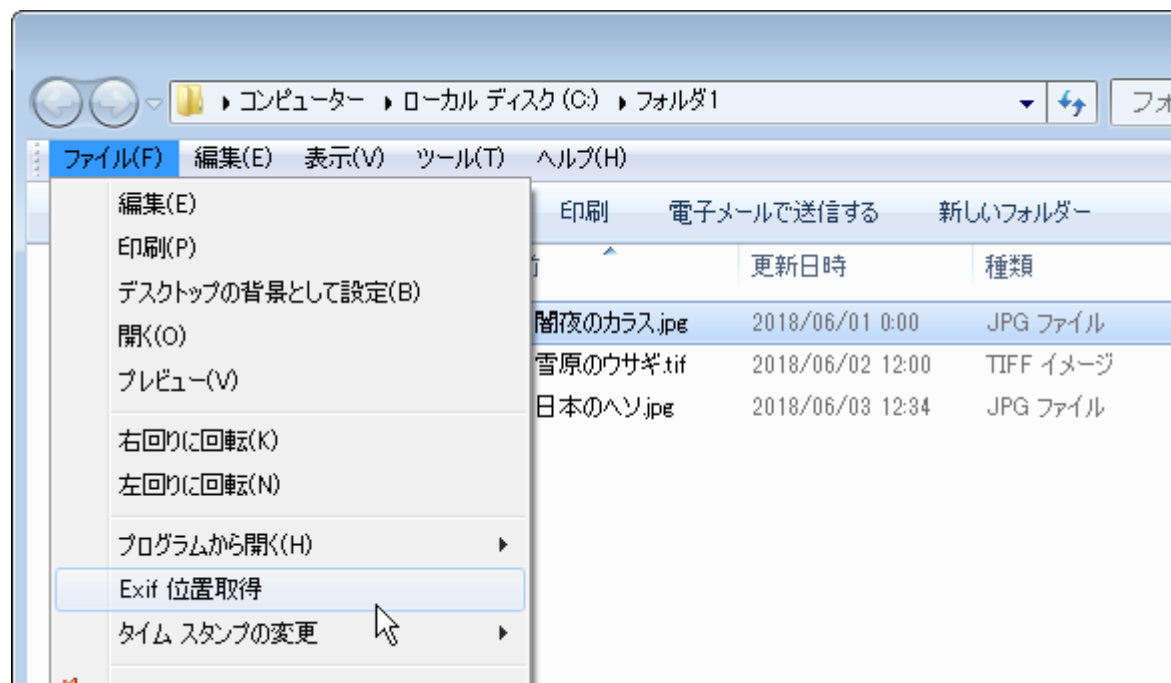 コンピューター ローカル ディスク (C:) フォルダ1
ファイル(F) 編集(E) 表示(V) ツール(T) ヘルプ(H)
印刷 電子メールで送信する 新しいフォルダー
更新日時 種類
闇夜のカラス.jpg 2018/06/01 0:00 JPG ファイル
雪原のウサギ.tif 2018/06/02 12:00 TIFF イメージ
日本のヘソ.jpg 2018/06/03 12:34 JPG ファイル
編集(E)
印刷(P)
デスクトップの背景として設定(B)
開く(O)
プレビュー(V)
右回りに回転(K)
左回りに回転(N)
プログラムから開く(H)
Exif 位置取得
タイム スタンプの変更